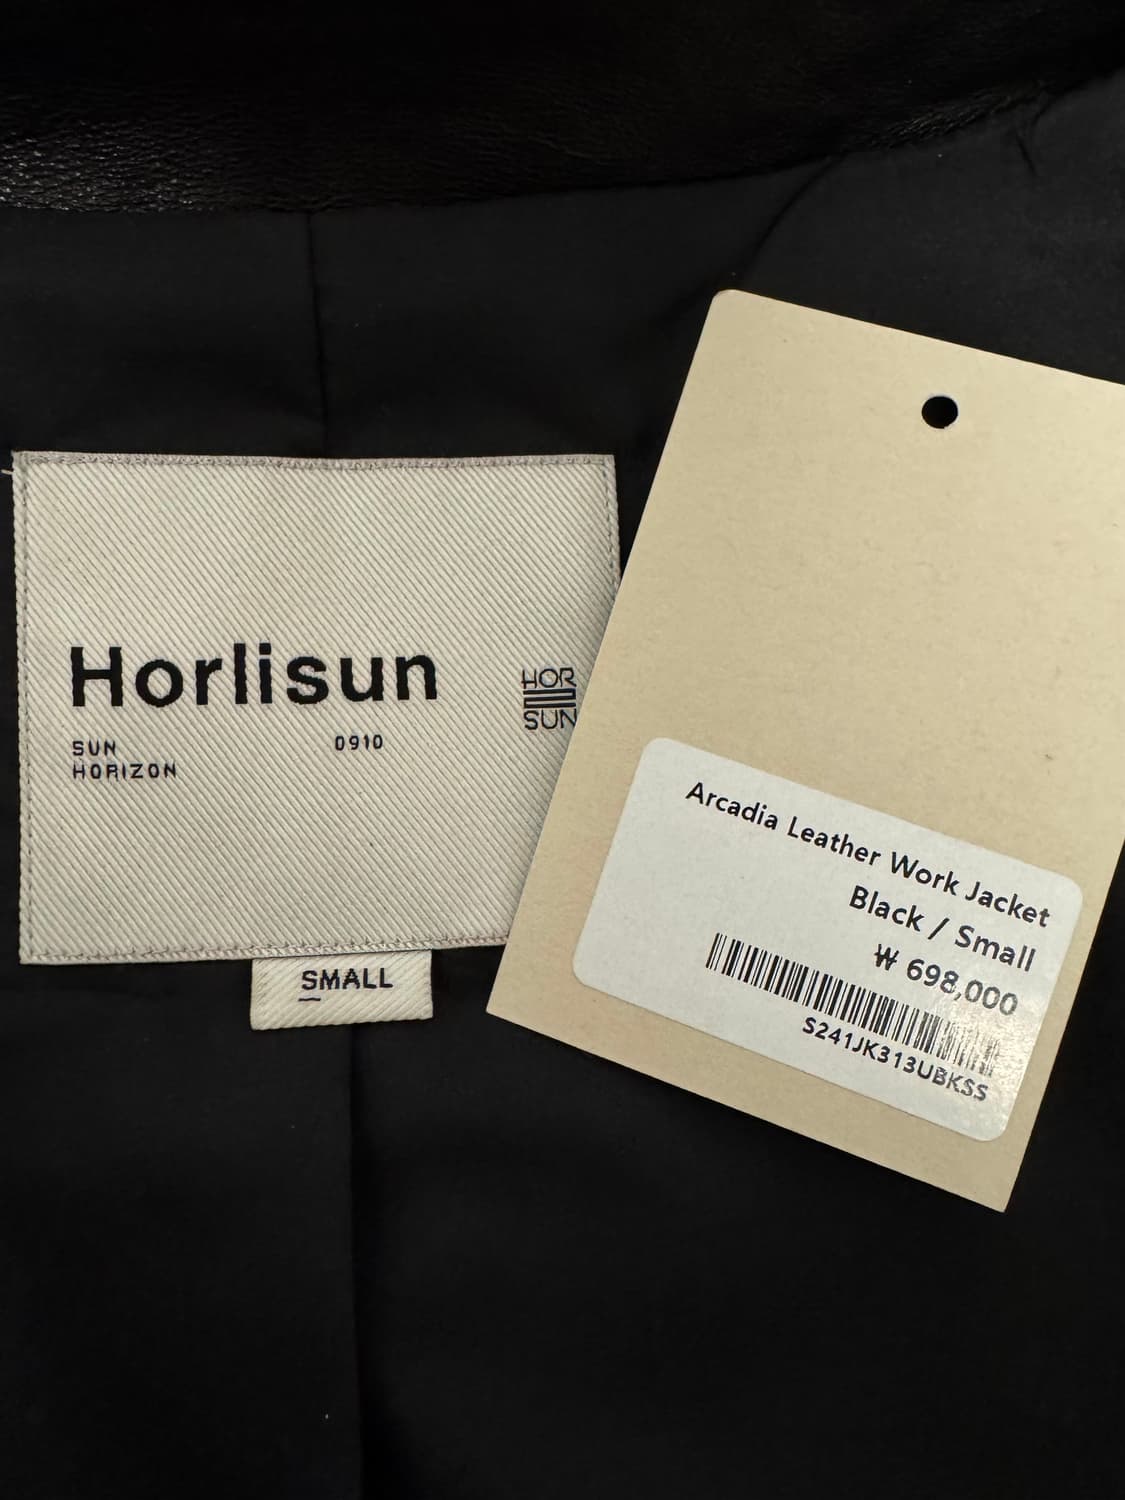 Horlisun
SUN
HORIZON
0910
HOR
SUN
SMALL
Arcadia Leather Work Jacket
Black / Small
₩ 698,000
S241JK313UBKSS